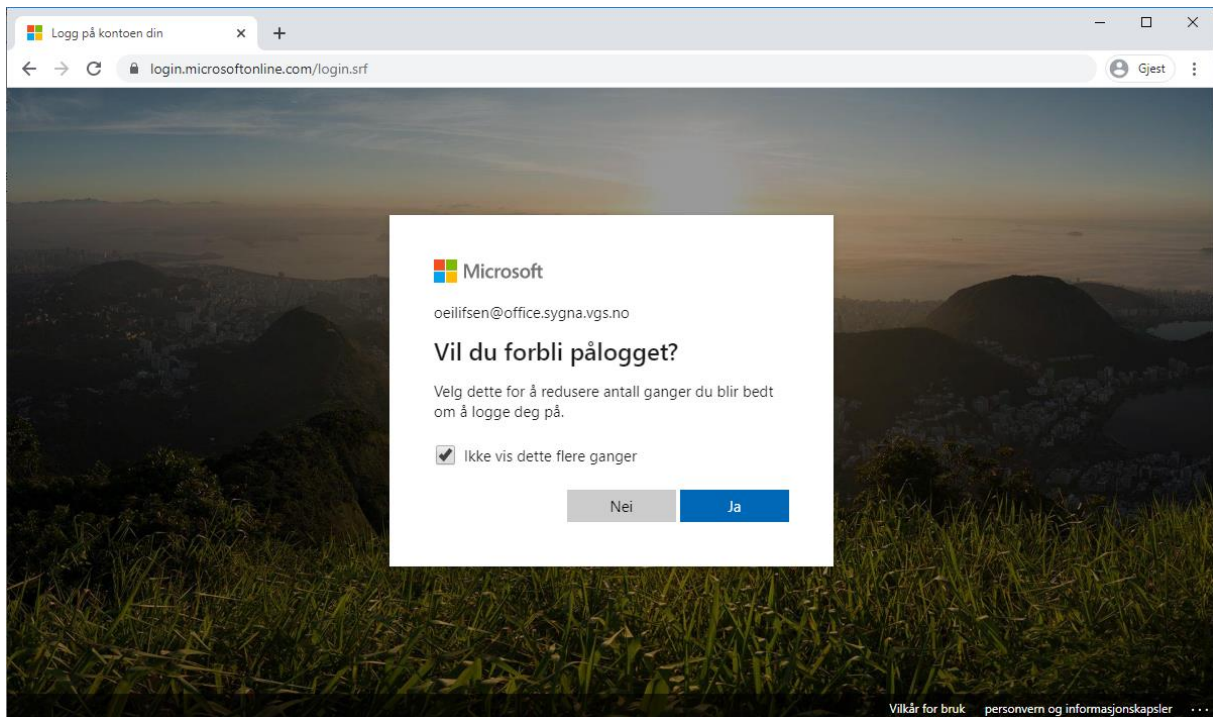 Logg på kontoen din
login.microsoftonline.com/login.srf
Gjest
Microsoft
oeilifsen@office.sygna.vgs.no
Vil du forbli pålogget?
Velg dette for å redusere antall ganger du blir bedt
om å logge deg på.
Ikke vis dette flere ganger
Nei Ja
Vilkår for bruk personvern og informasjonskapsler ...